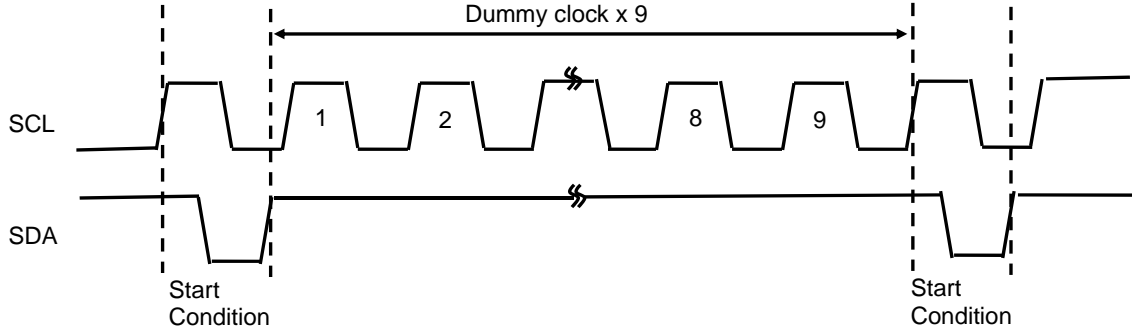 Dummy clock x 9
SCL
1
2
8
9
SDA
Start
Condition
Start
Condition